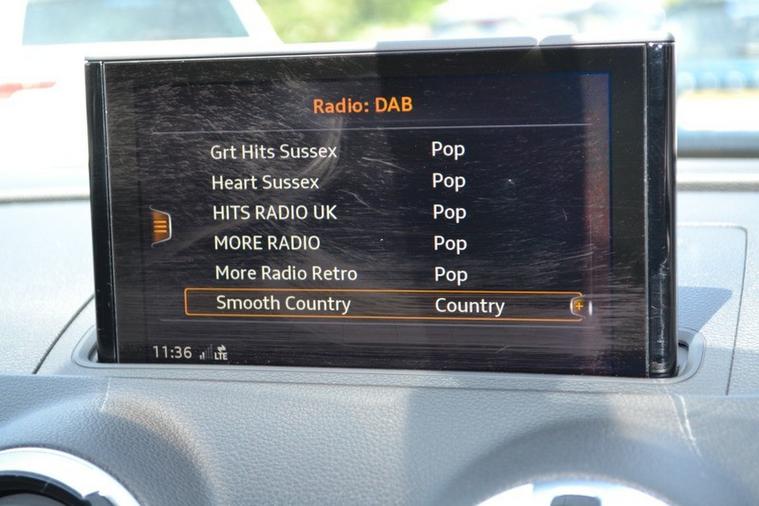 Radio: DAB
Grt Hits Sussex Pop
Heart Sussex Pop
HITS RADIO UK Pop
MORE RADIO Pop
More Radio Retro Pop
Smooth Country Country
11:36 LTE